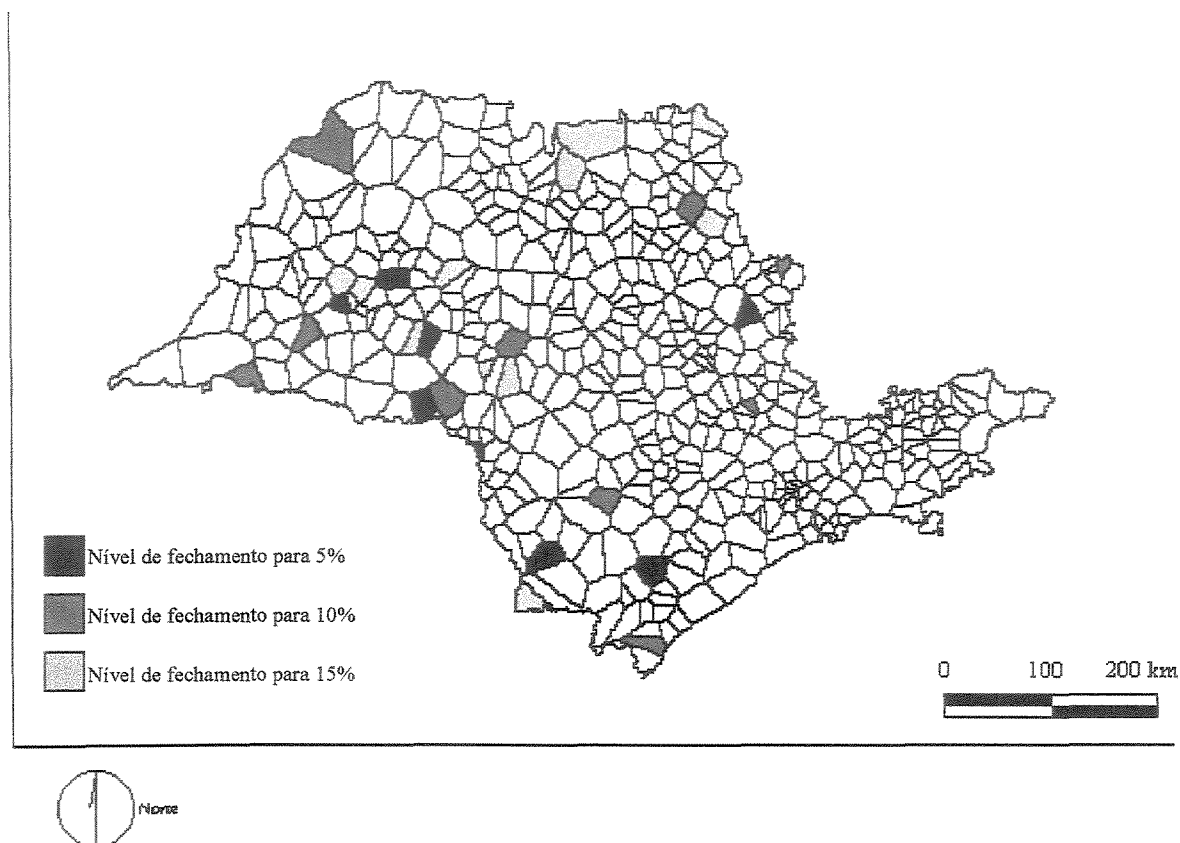 Nível de fechamento para 5%
Nível de fechamento para 10%
Nível de fechamento para 15%
0 100 200 km
Norte